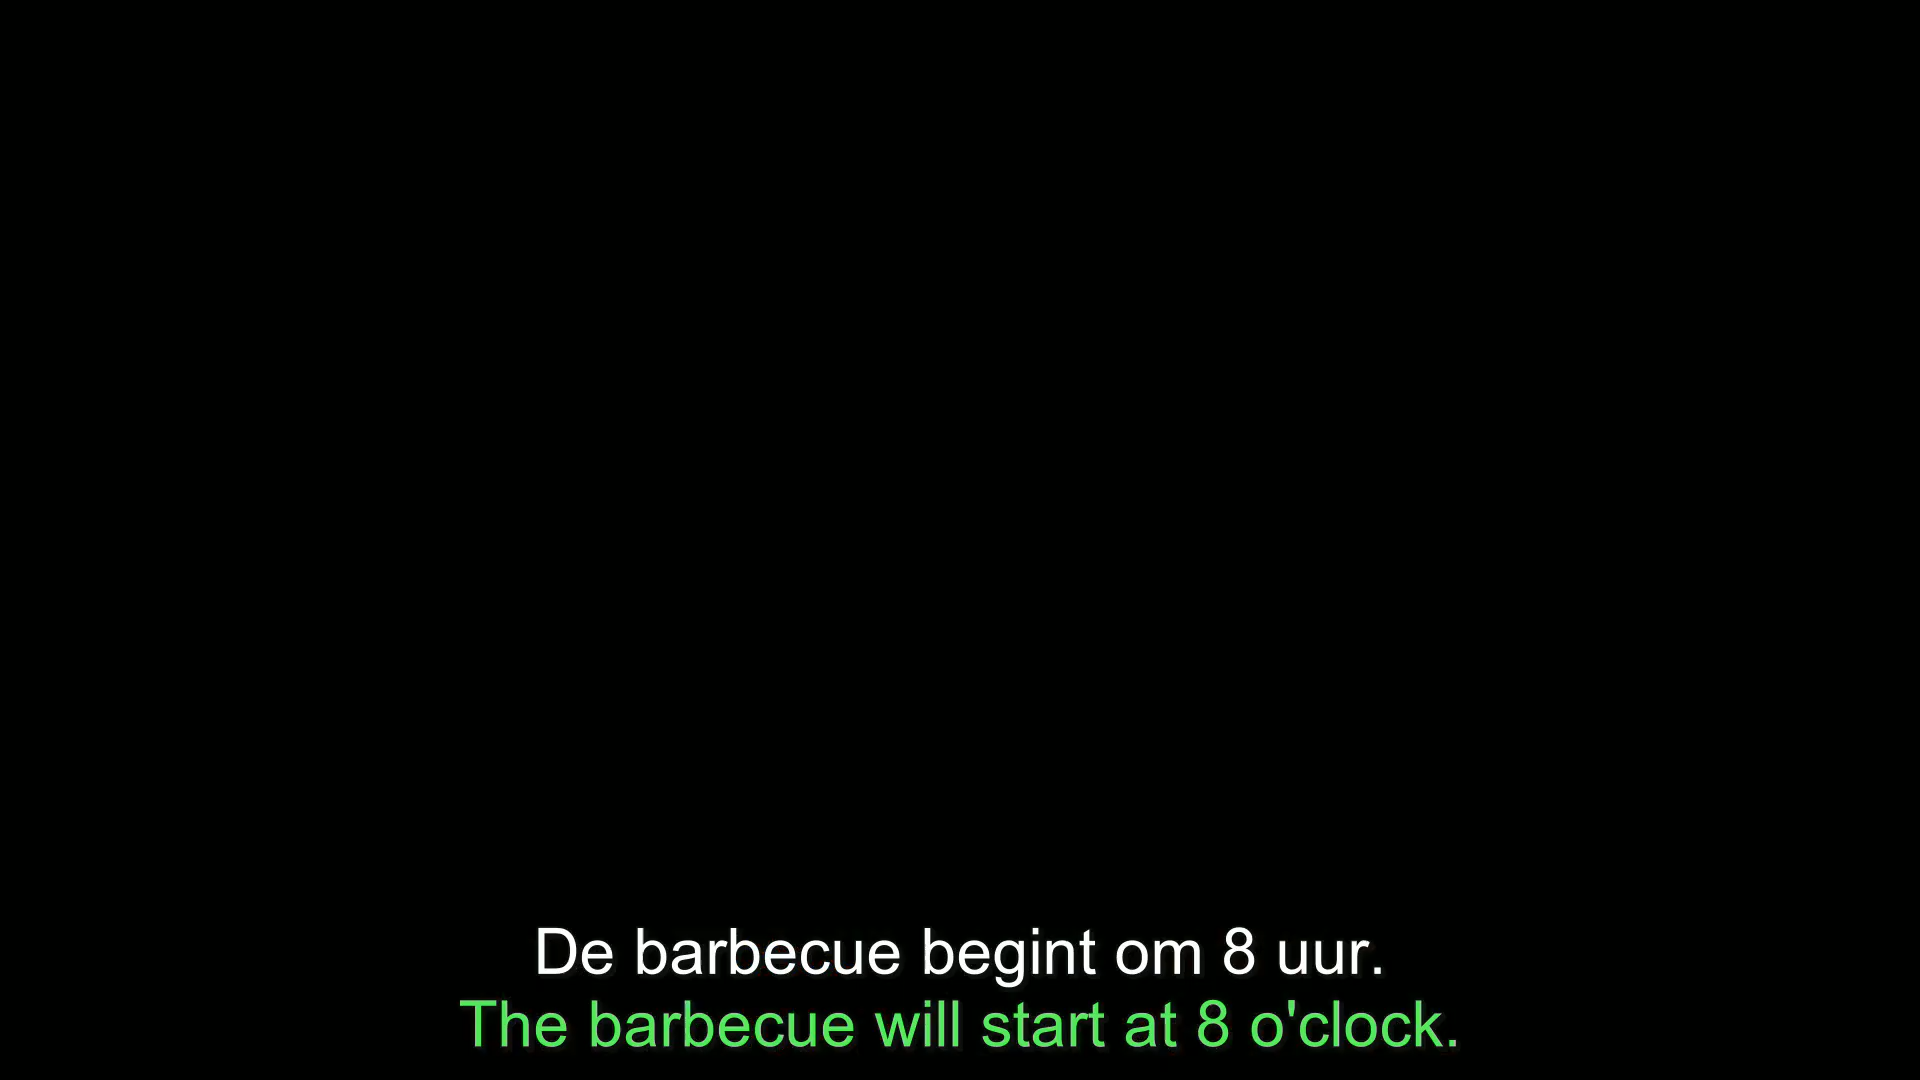 De barbecue begint om 8 uur.
The barbecue will start at 8 o'clock.